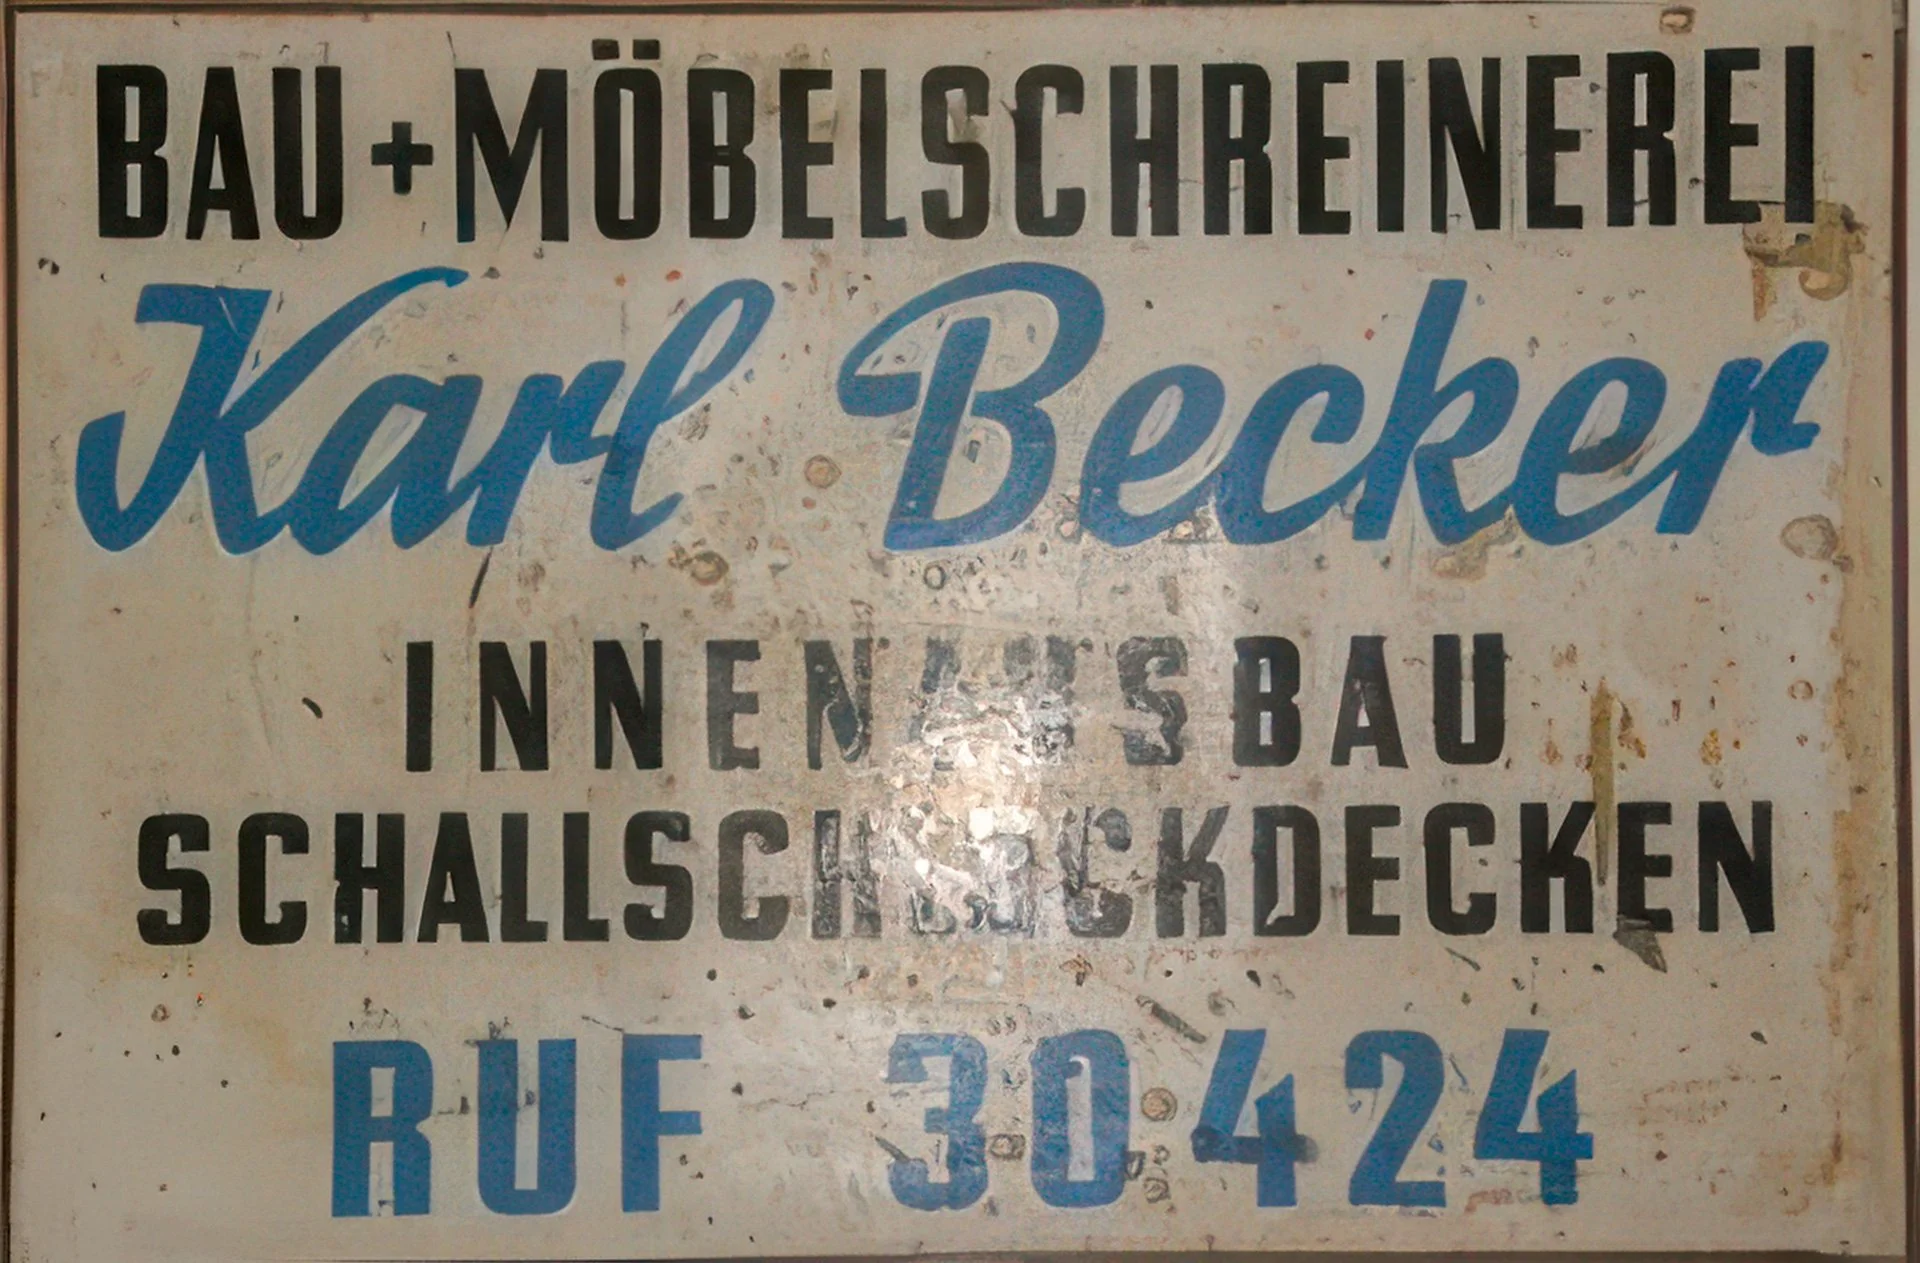 BAU+MÖBELSCHREINEREI
Karl Becker
INNENAUSBAU
SCHALLSCHLUCKDECKEN
RUF 30424